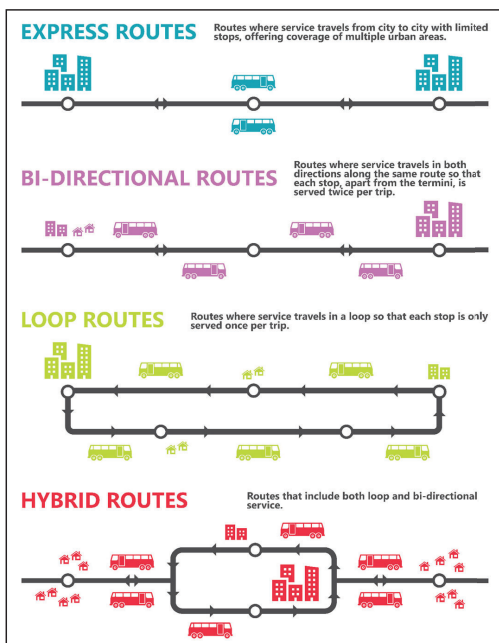 EXPRESS ROUTES
Routes where service travels from city to city with limited
stops, offering coverage of multiple urban areas.
BI-DIRECTIONAL ROUTES
Routes where service travels in both
directions along the same route so that
each stop, apart from the termini, is
served twice per trip.
LOOP ROUTES
Routes where service travels in a loop so that each stop is only
served once per trip.
HYBRID ROUTES
Routes that include both loop and bi-directional
service.